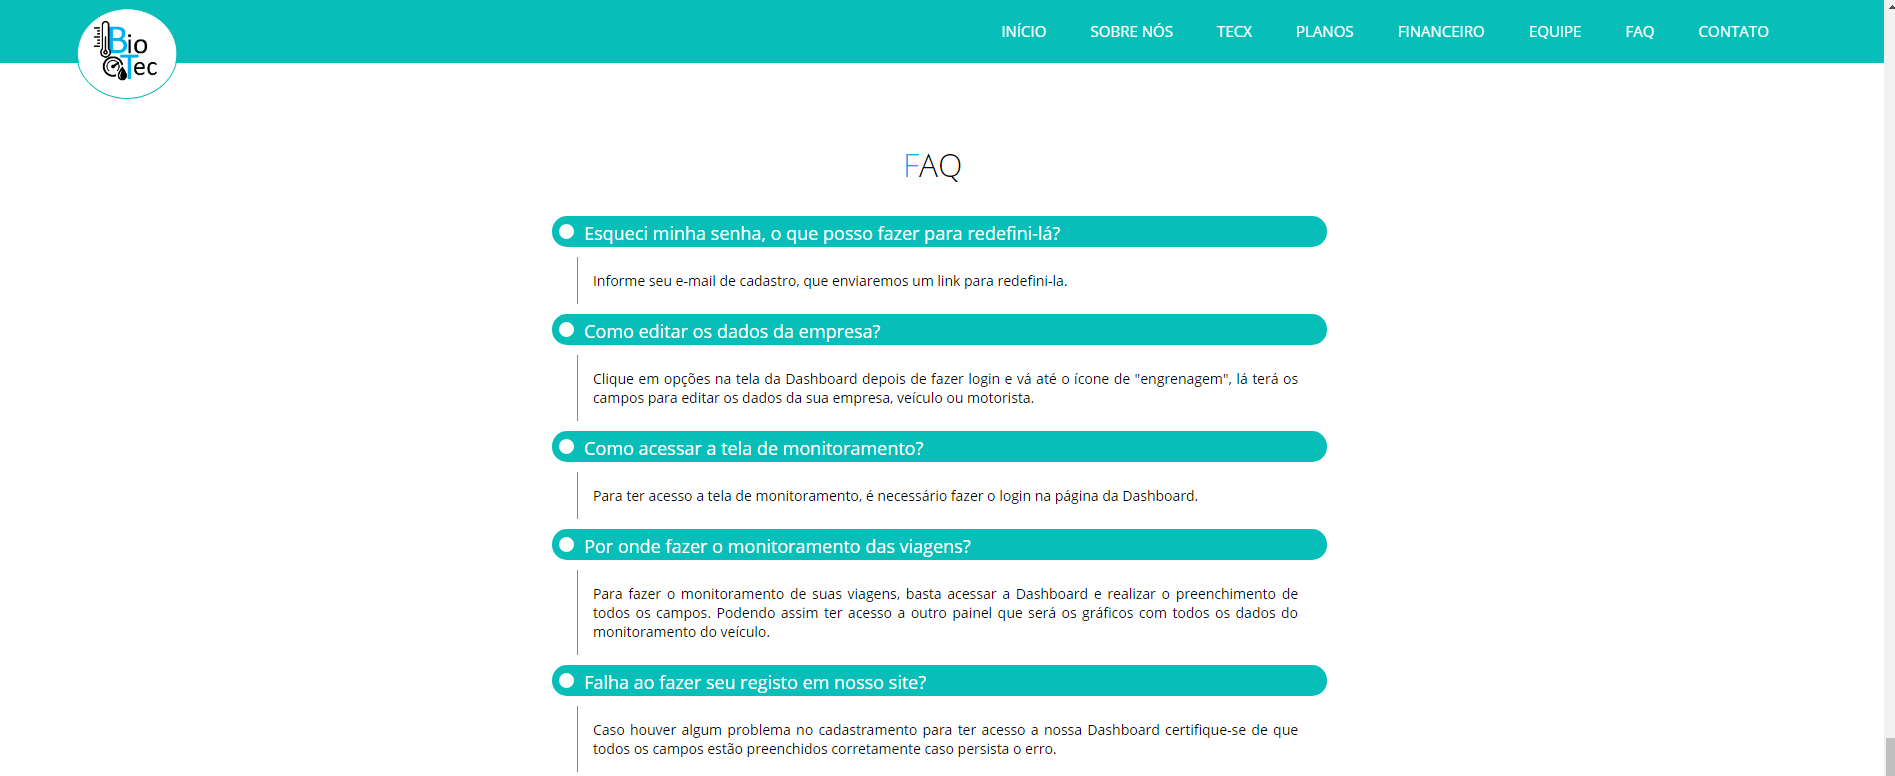 Bio
Tec
INÍCIO SOBRE NÓS TECX PLANOS FINANCEIRO EQUIPE FAQ CONTATO
FAQ
Esqueci minha senha, o que posso fazer para redefini-lá?
Informe seu e-mail de cadastro, que enviaremos um link para redefini-la.
Como editar os dados da empresa?
Clique em opções na tela da Dashboard depois de fazer login e vá até o ícone de "engrenagem", lá terá os
campos para editar os dados da sua empresa, veículo ou motorista.
Como acessar a tela de monitoramento?
Para ter acesso a tela de monitoramento, é necessário fazer o login na página da Dashboard.
Por onde fazer o monitoramento das viagens?
Para fazer o monitoramento de suas viagens, basta acessar a Dashboard e realizar o preenchimento de
todos os campos. Podendo assim ter acesso a outro painel que será os gráficos com todos os dados do
monitoramento do veículo.
Falha ao fazer seu registo em nosso site?
Caso houver algum problema no cadastramento para ter acesso a nossa Dashboard certifique-se de que
todos os campos estão preenchidos corretamente caso persista o erro.